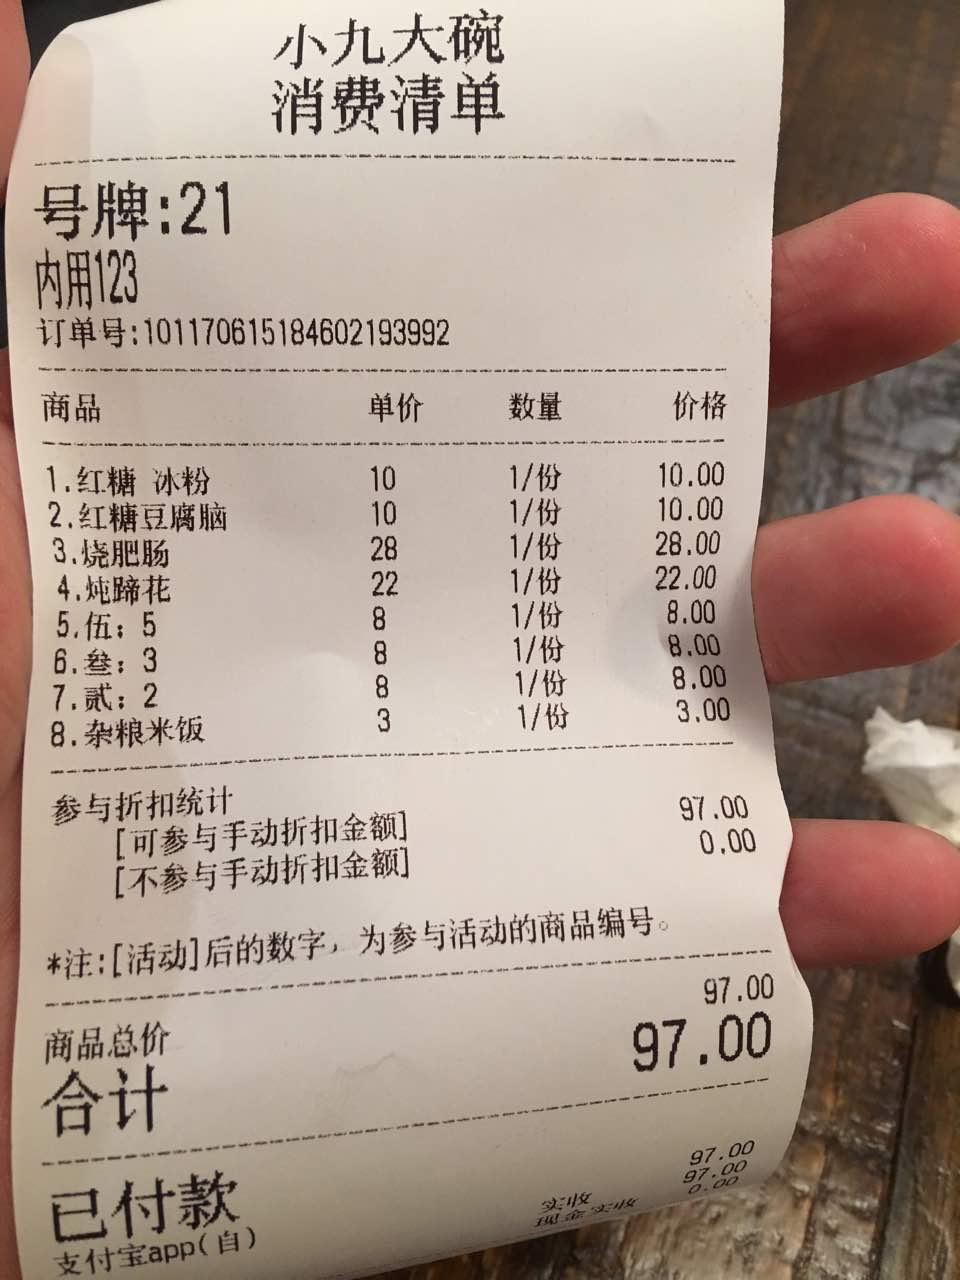 小九大碗
消费清单
号牌:21
内用123
订单号:101170615184602193992
商品 单价 数量 价格
1.红糖 冰粉 10 1/份 10.00
2.红糖豆腐脑 10 1/份 10.00
3.烧肥肠 28 1/份 28.00
4.炖蹄花 22 1/份 22.00
5.伍：5 8 1/份 8.00
6.叁：3 8 1/份 8.00
7.贰：2 8 1/份 8.00
8.杂粮米饭 3 1/份 3.00
参与折扣统计
[可参与手动折扣金额] 97.00
[不参与手动折扣金额] 0.00
*注:[活动]后的数字，为参与活动的商品编号。
商品总价 97.00
合计 97.00
已付款 97.00
实收 97.00
支付宝app(自) 现金实收 0.00